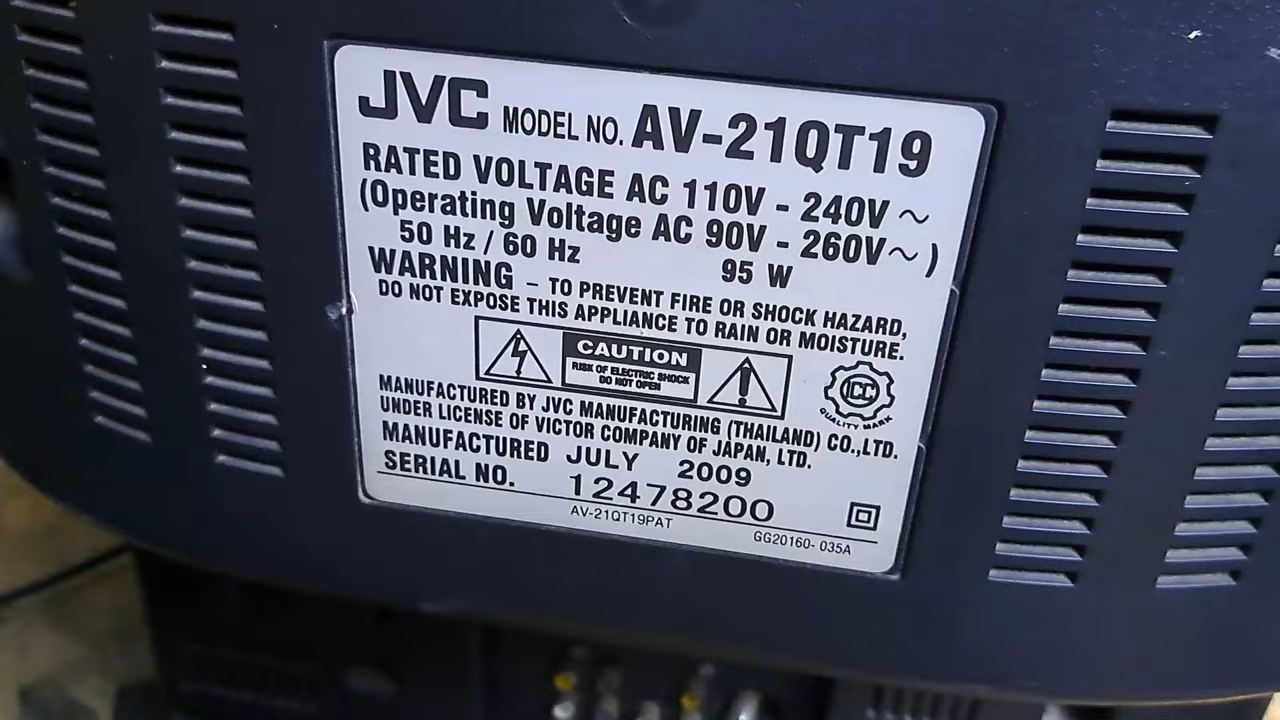 JVC MODEL NO. AV-21QT19
RATED VOLTAGE AC 110V - 240V ~
(Operating Voltage AC 90V - 260V~)
50 Hz / 60 Hz 95 W
WARNING – TO PREVENT FIRE OR SHOCK HAZARD,
DO NOT EXPOSE THIS APPLIANCE TO RAIN OR MOISTURE.
CAUTION
RISK OF ELECTRIC SHOCK
DO NOT OPEN
ICC
QUALITY MARK
MANUFACTURED BY JVC MANUFACTURING (THAILAND) CO.,LTD.
UNDER LICENSE OF VICTOR COMPANY OF JAPAN, LTD.
MANUFACTURED JULY 2009
SERIAL NO. 12478200
AV-21QT19PAT
GG20160- 035A